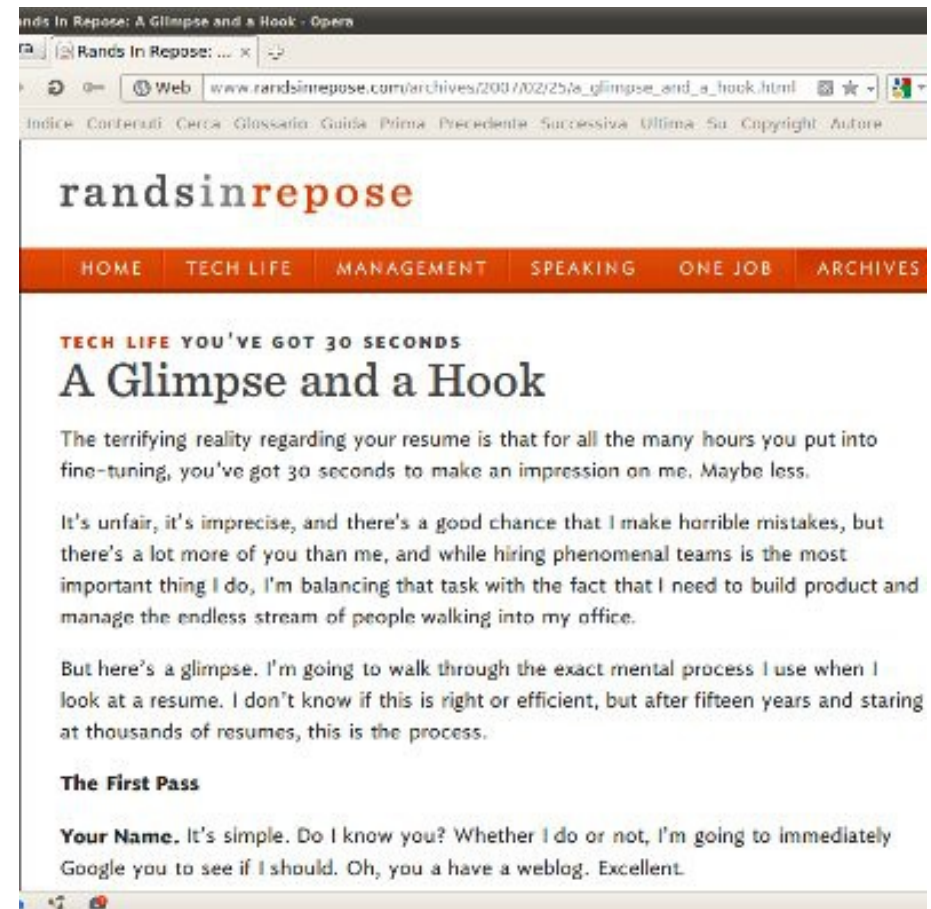 nds In Repose: A Glimpse and a Hook - Opera
Rands In Repose: ... ×
Web www.randsinrepose.com/archives/2007/02/25/a_glimpse_and_a_hook.html
Indice Contenuti Cerca Glossario Guida Prima Precedente Successiva Ultima Su Copyright Autore
randsinrepose
HOME TECH LIFE MANAGEMENT SPEAKING ONE JOB ARCHIVES
TECH LIFE YOU'VE GOT 30 SECONDS
A Glimpse and a Hook
The terrifying reality regarding your resume is that for all the many hours you put into
fine-tuning, you've got 30 seconds to make an impression on me. Maybe less.
It's unfair, it's imprecise, and there's a good chance that I make horrible mistakes, but
there's a lot more of you than me, and while hiring phenomenal teams is the most
important thing I do, I'm balancing that task with the fact that I need to build product and
manage the endless stream of people walking into my office.
But here's a glimpse. I'm going to walk through the exact mental process I use when I
look at a resume. I don't know if this is right or efficient, but after fifteen years and staring
at thousands of resumes, this is the process.
The First Pass
Your Name. It's simple. Do I know you? Whether I do or not, I'm going to immediately
Google you to see if I should. Oh, you a have a weblog. Excellent.